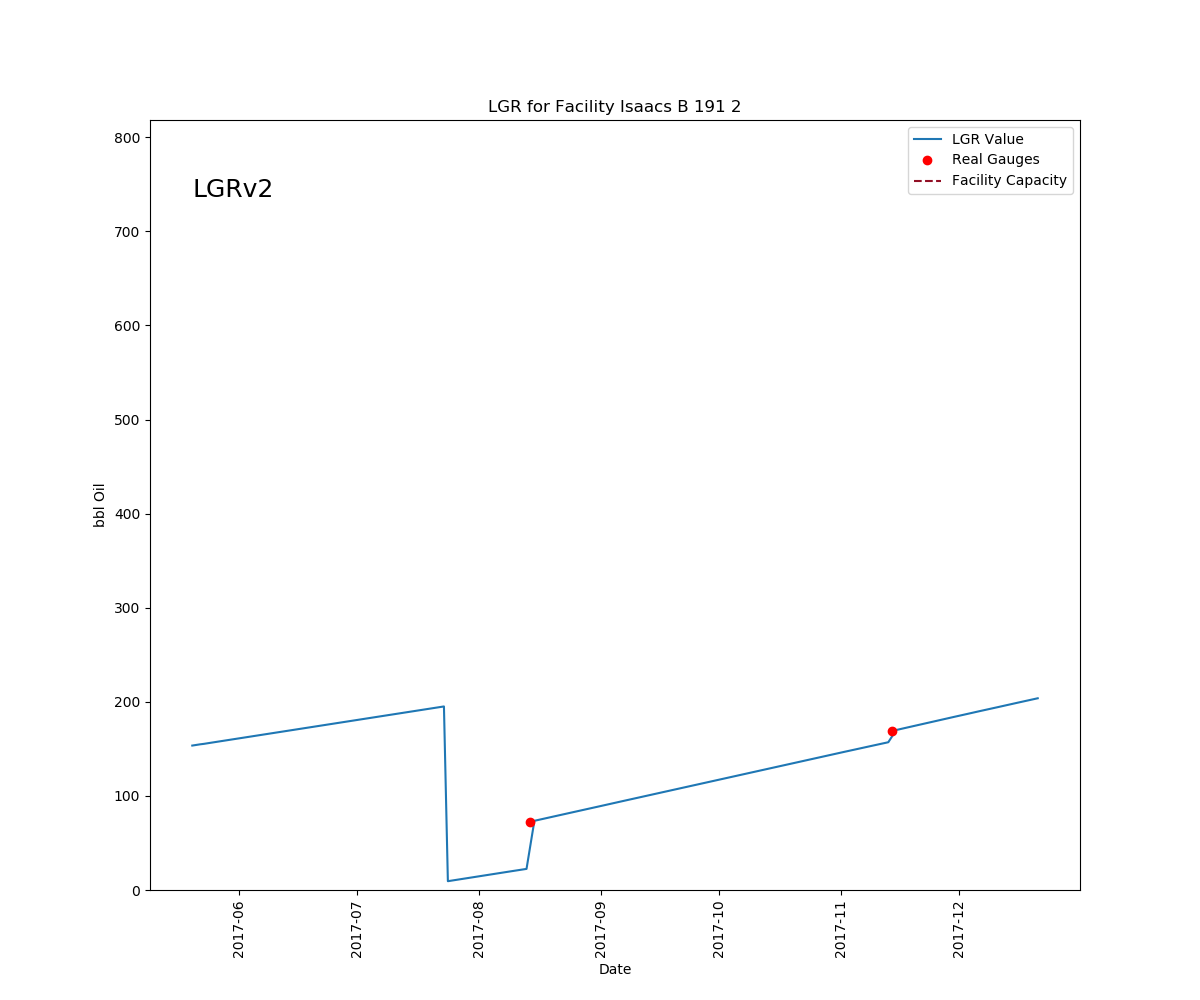 LGR for Facility Isaacs B 191 2
LGRv2
LGR Value
Real Gauges
Facility Capacity
bbl Oil
800
700
600
500
400
300
200
100
0
2017-06
2017-07
2017-08
2017-09
2017-10
2017-11
2017-12
Date